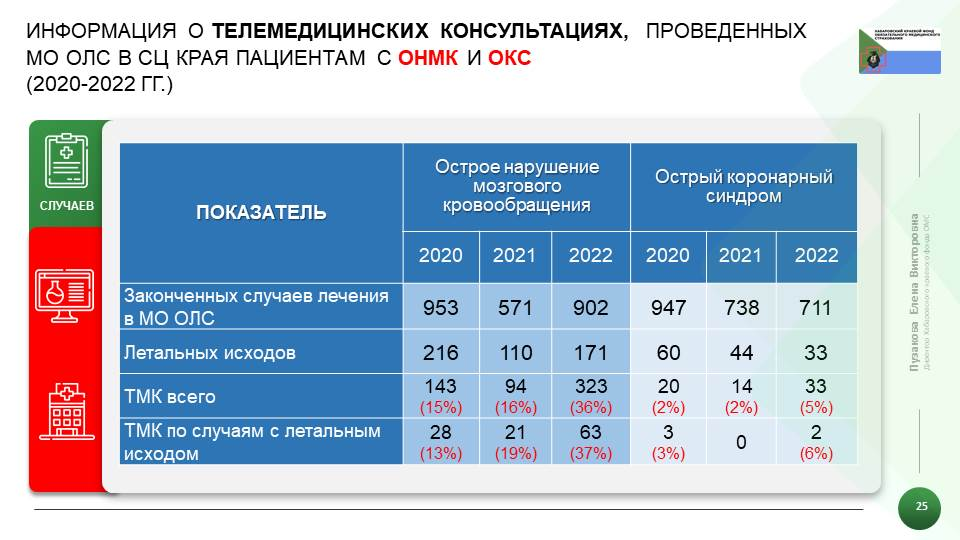 ИНФОРМАЦИЯ О ТЕЛЕМЕДИЦИНСКИХ КОНСУЛЬТАЦИЯХ, ПРОВЕДЕННЫХ
МО ОЛС В СЦ КРАЯ ПАЦИЕНТАМ С ОНМК И ОКС
(2020-2022 ГГ.)
ХАБАРОВСКИЙ КРАЕВОЙ ФОНД
ОБЯЗАТЕЛЬНОГО МЕДИЦИНСКОГО
СТРАХОВАНИЯ
СЛУЧАЕВ
ПОКАЗАТЕЛЬ
Острое нарушение
мозгового
кровообращения
Острый коронарный
синдром
2020 2021 2022 2020 2021 2022
Законченных случаев лечения
в МО ОЛС
953 571 902 947 738 711
Летальных исходов 216 110 171 60 44 33
ТМК всего
143 94 323 20 14 33
(15%) (16%) (36%) (2%) (2%) (5%)
ТМК по случаям с летальным
исходом
28 21 63 3 0 2
(13%) (19%) (37%) (3%) (6%)
Пузакова Елена Викторовна
Директор Хабаровского краевого фонда ОМС
25